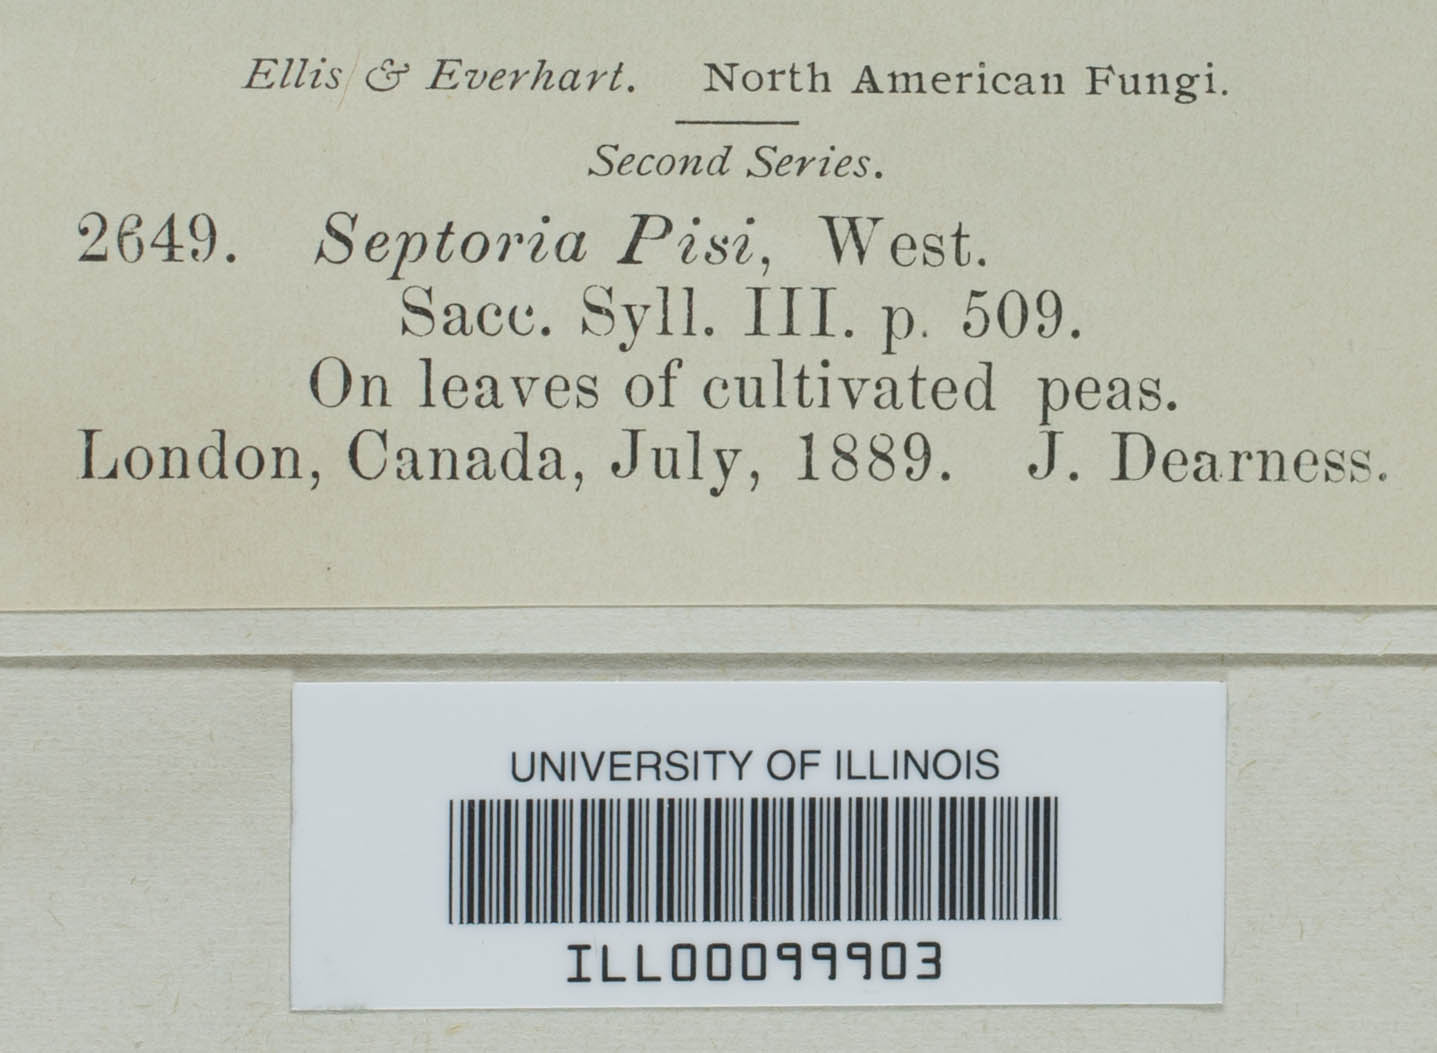 Ellis & Everhart. North American Fungi.
Second Series.
2649. Septoria Pisi, West.
Sacc. Syll. III. p. 509.
On leaves of cultivated peas.
London, Canada, July, 1889. J. Dearness.
UNIVERSITY OF ILLINOIS
ILL00099903